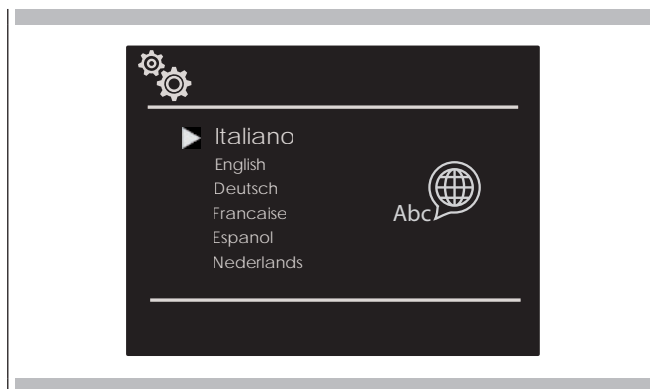 Italiano
English
Deutsch
Francaise
Abc
Espanol
Nederlands